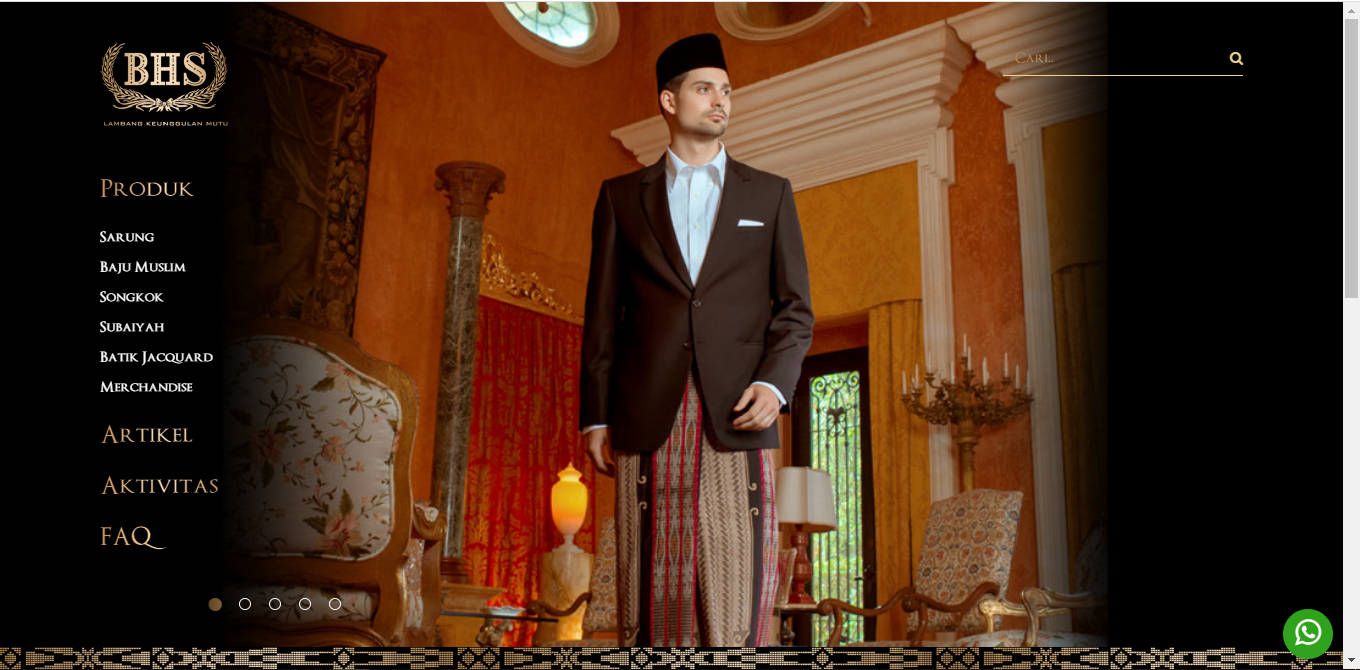 BHS
LAMBANG KEUNGGULAN MUTU
Cari..
Produk
Sarung
Baju Muslim
Songkok
Subaiyah
Batik Jacquard
Merchandise
Artikel
Aktivitas
FAQ